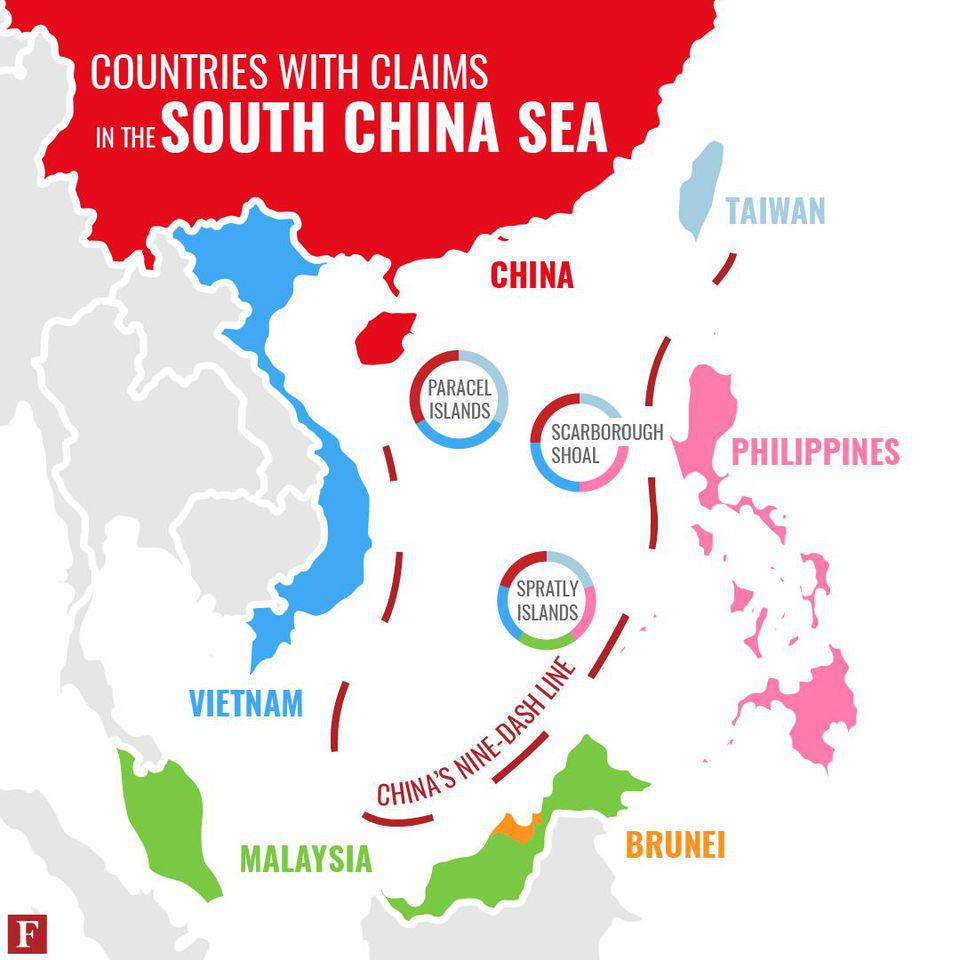 COUNTRIES WITH CLAIMS
IN THE SOUTH CHINA SEA
TAIWAN
CHINA
PARACEL
ISLANDS
SCARBOROUGH
SHOAL
PHILIPPINES
SPRATLY
ISLANDS
VIETNAM
CHINA'S NINE-DASH LINE
MALAYSIA
BRUNEI
F